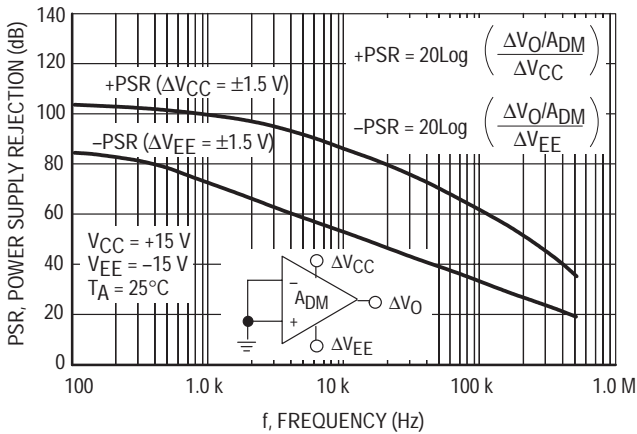 PSR, POWER SUPPLY REJECTION (dB)
140
120
100
80
60
40
20
0
+PSR (ΔVCC = ±1.5 V)
–PSR (ΔVEE = ±1.5 V)
+PSR = 20Log (ΔVO/ADM / ΔVCC)
–PSR = 20Log (ΔVO/ADM / ΔVEE)
VCC = +15 V
VEE = –15 V
TA = 25°C
ΔVCC
–
ADM
+
ΔVO
ΔVEE
100
1.0 k
10 k
100 k
1.0 M
f, FREQUENCY (Hz)